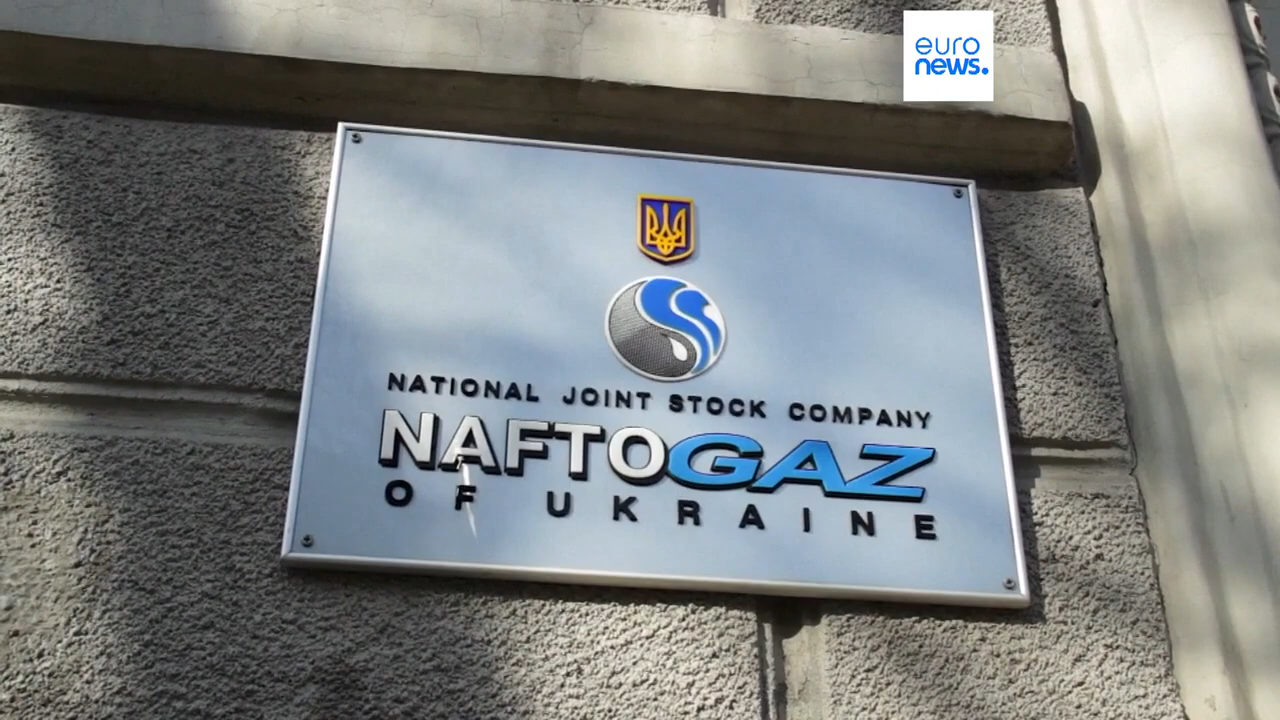 euro
news.
NATIONAL JOINT STOCK COMPANY
NAFTOGAZ
OF UKRAINE